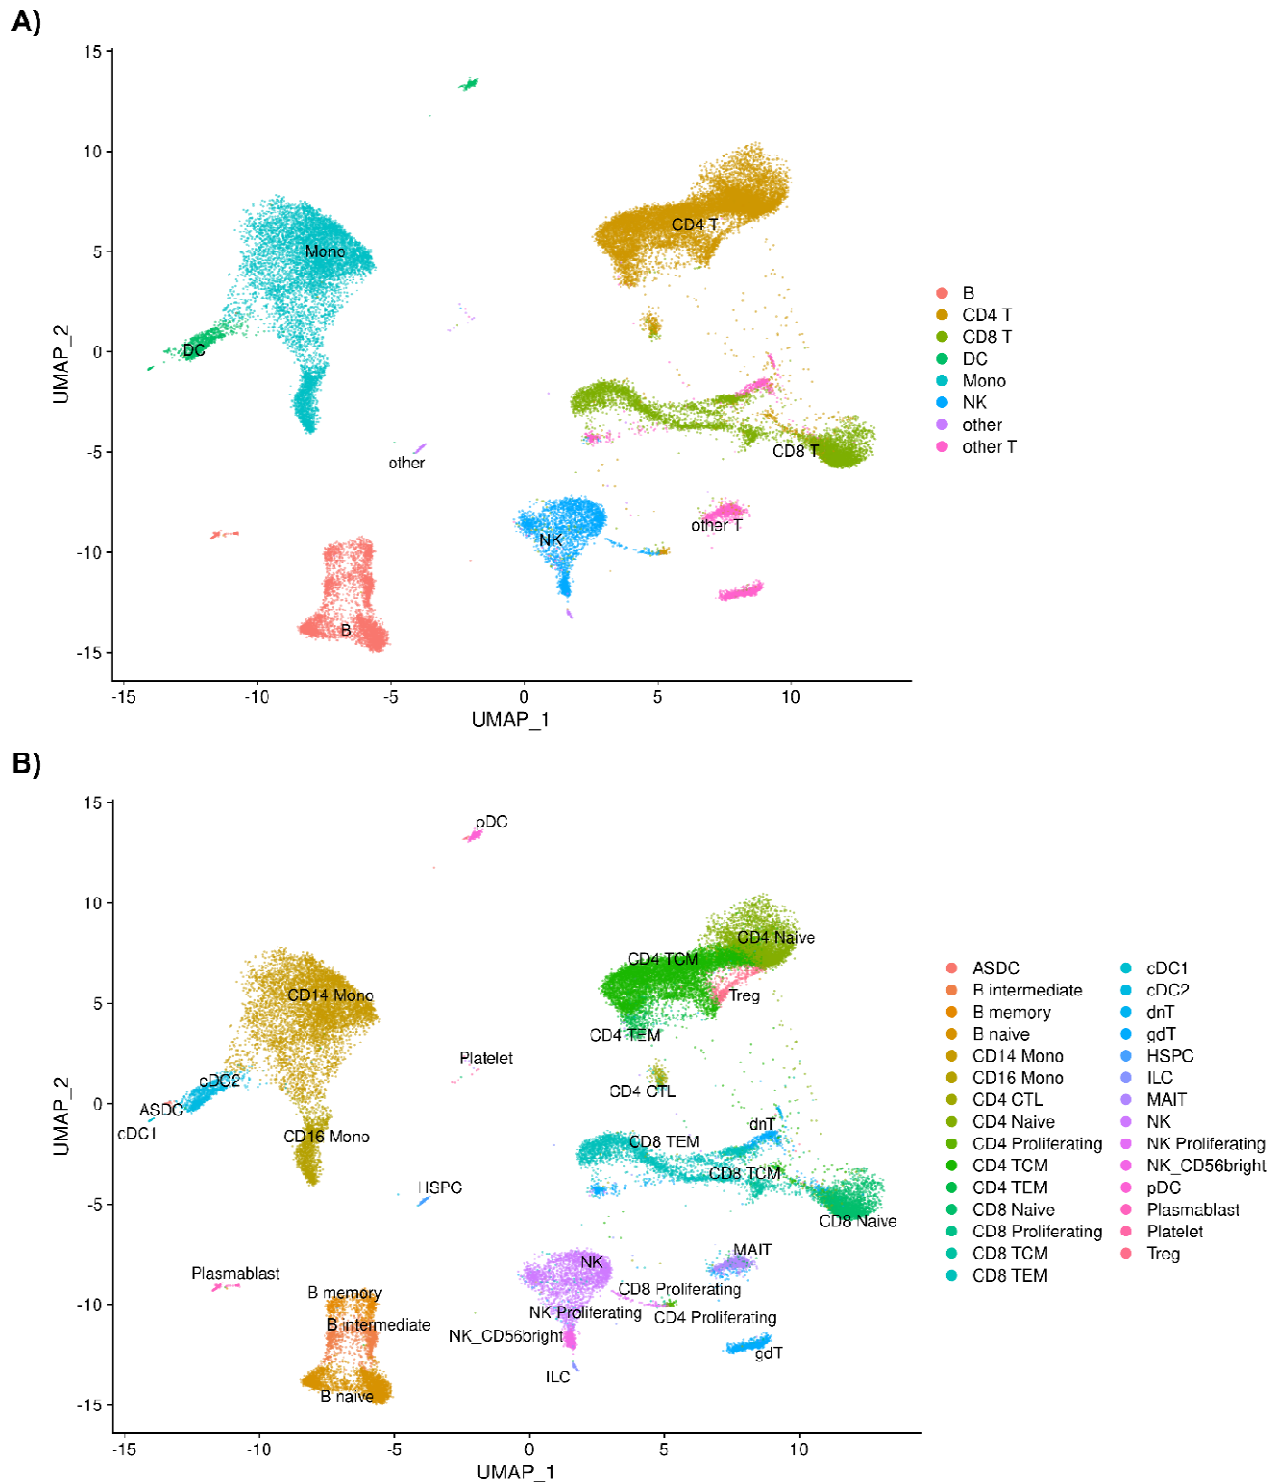 A)
15
10
5
0
-5
-10
-15
UMAP_2
-15
-10
-5
0
5
10
UMAP_1
Mono
DC
CD4 T
other
CD8 T
other T
NK
B
B
CD4 T
CD8 T
DC
Mono
NK
other
other T
B)
15
10
5
0
-5
-10
-15
UMAP_2
-15
-10
-5
0
5
10
UMAP_1
pDC
CD4 Naive
CD4 TCM
CD14 Mono
Treg
CD4 TEM
Platelet
cDC2
CD4 CTL
ASDC
cDC1
dnT
CD16 Mono
CD8 TEM
CD8 TCM
HSPC
CD8 Naive
MAIT
NK
Plasmablast
CD8 Proliferating
B memory
NK Proliferating
CD4 Proliferating
B intermediate
NK_CD56bright
gdT
ILC
B naive
ASDC
B intermediate
B memory
B naive
CD14 Mono
CD16 Mono
CD4 CTL
CD4 Naive
CD4 Proliferating
CD4 TCM
CD4 TEM
CD8 Naive
CD8 Proliferating
CD8 TCM
CD8 TEM
cDC1
cDC2
dnT
gdT
HSPC
ILC
MAIT
NK
NK Proliferating
NK_CD56bright
pDC
Plasmablast
Platelet
Treg